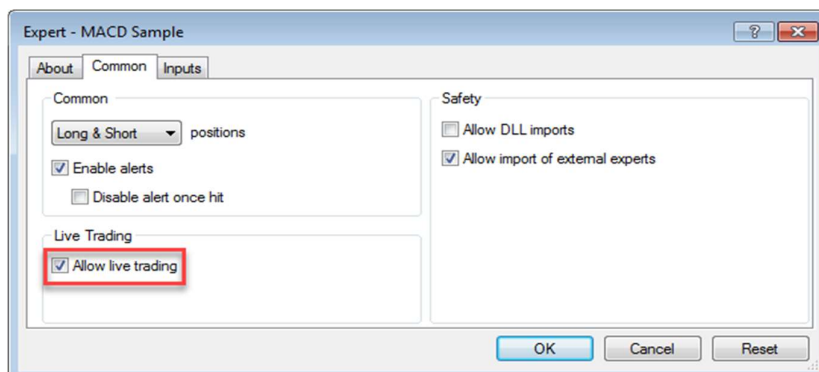 Expert - MACD Sample
About Common Inputs
Common
Long & Short positions
Enable alerts
Disable alert once hit
Live Trading
Allow live trading
Safety
Allow DLL imports
Allow import of external experts
OK Cancel Reset